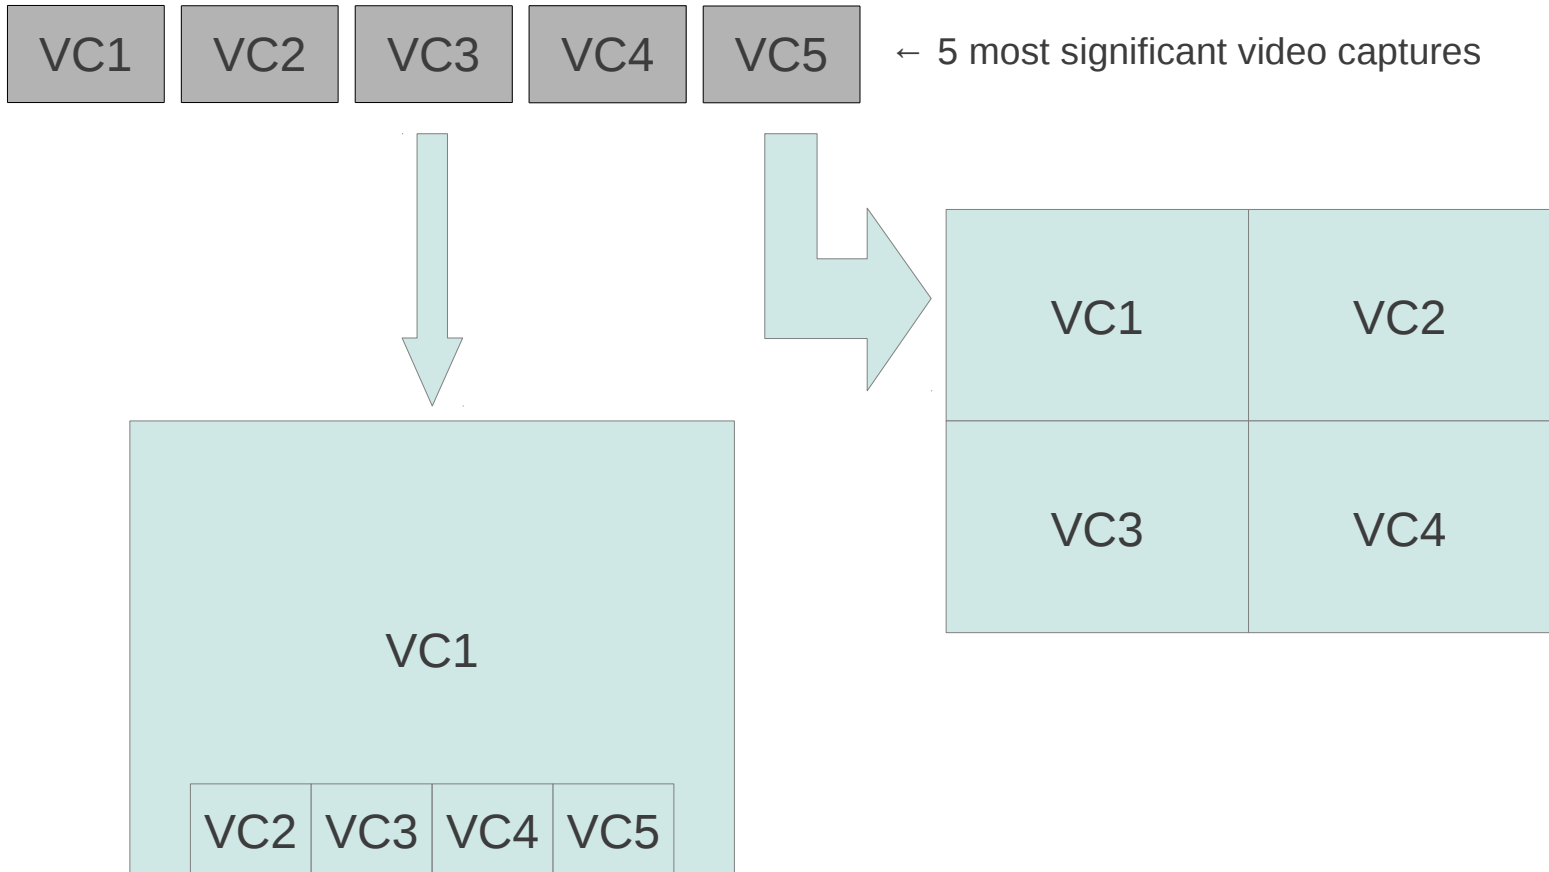 VC1 VC2 VC3 VC4 VC5 ← 5 most significant video captures
VC1 VC2
VC3 VC4
VC1
VC2 VC3 VC4 VC5